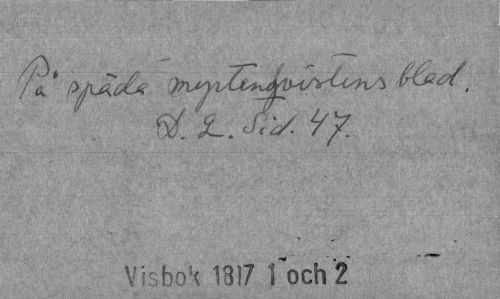 På späda myrtenqvistens blad.
D. 2. Sid. 47.
Visbok 1817 1 och 2